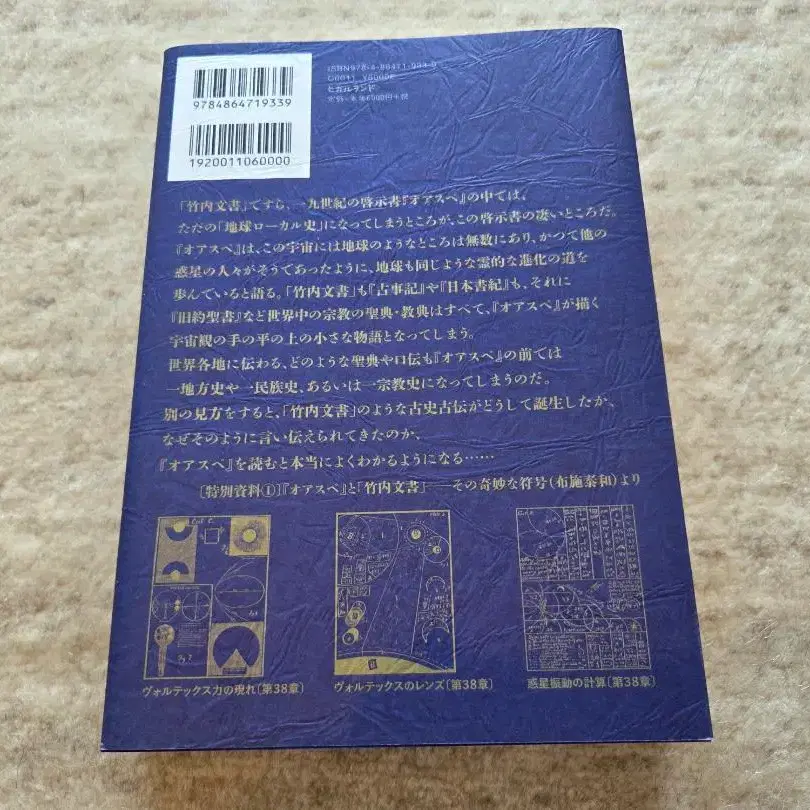 ISBN978-4-86471-933-9
C0011 ¥6000E
ヒカルランド
定価・本体6000円+税
9784864719339
1920011060000
「竹内文書」ですら、一九世紀の啓示書『オアスペ』の中では、
ただの「地球ローカル史」になってしまうところが、この啓示書の凄いところだ。
『オアスペ』は、この宇宙には地球のようなところは無数にあり、かつて他の
惑星の人々がそうであったように、地球も同じような霊的な進化の道を
歩んでいると語る。「竹内文書」も『古事記』や『日本書紀』も、それに
『旧約聖書』など世界中の宗教の聖典・教典はすべて、『オアスペ』が描く
宇宙観の手の平の上の小さな物語となってしまう。
世界各地に伝わる、どのような聖典や口伝も『オアスペ』の前では
一地方史や一民族史、あるいは一宗教史になってしまうのだ。
別の見方をすると、「竹内文書」のような古史古伝がどうして誕生したか、
なぜそのように言い伝えられてきたのか、
『オアスペ』を読むと本当によくわかるようになる……
[特別資料①]『オアスペ』と「竹内文書」──その奇妙な符号(布施泰和)より
ヴォルテックス力の現れ〔第38章〕
ヴォルテックスのレンズ〔第38章〕
惑星振動の計算〔第38章〕